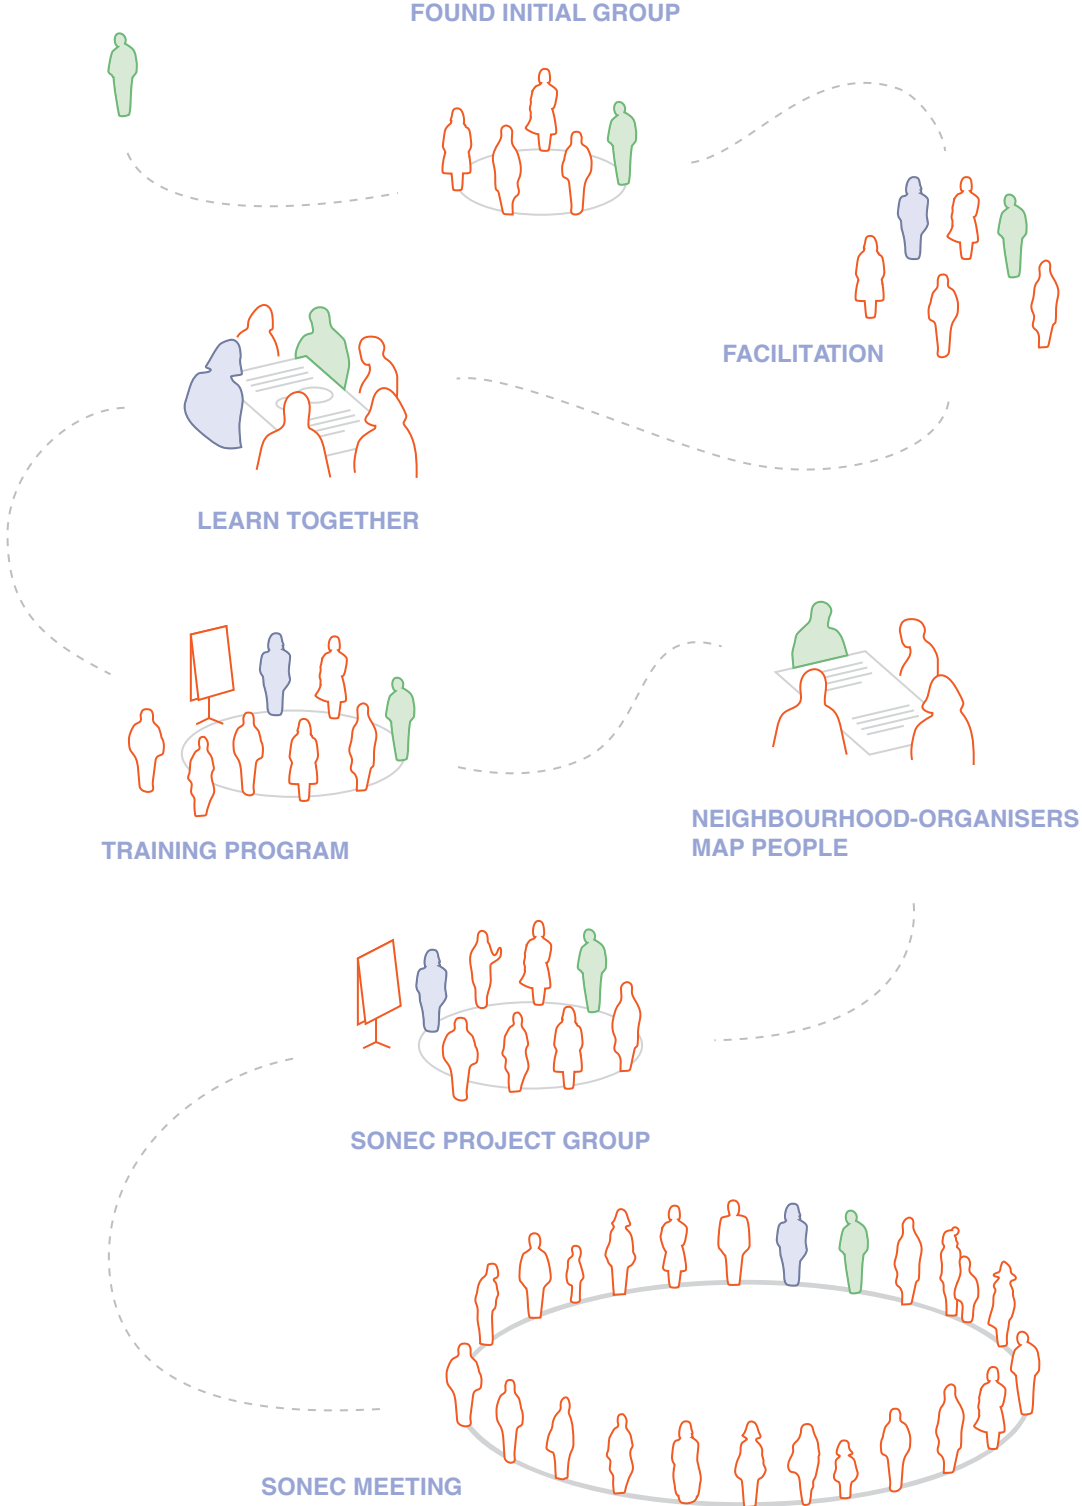 FOUND INITIAL GROUP
FACILITATION
LEARN TOGETHER
TRAINING PROGRAM
NEIGHBOURHOOD-ORGANISERS
MAP PEOPLE
SONEC PROJECT GROUP
SONEC MEETING